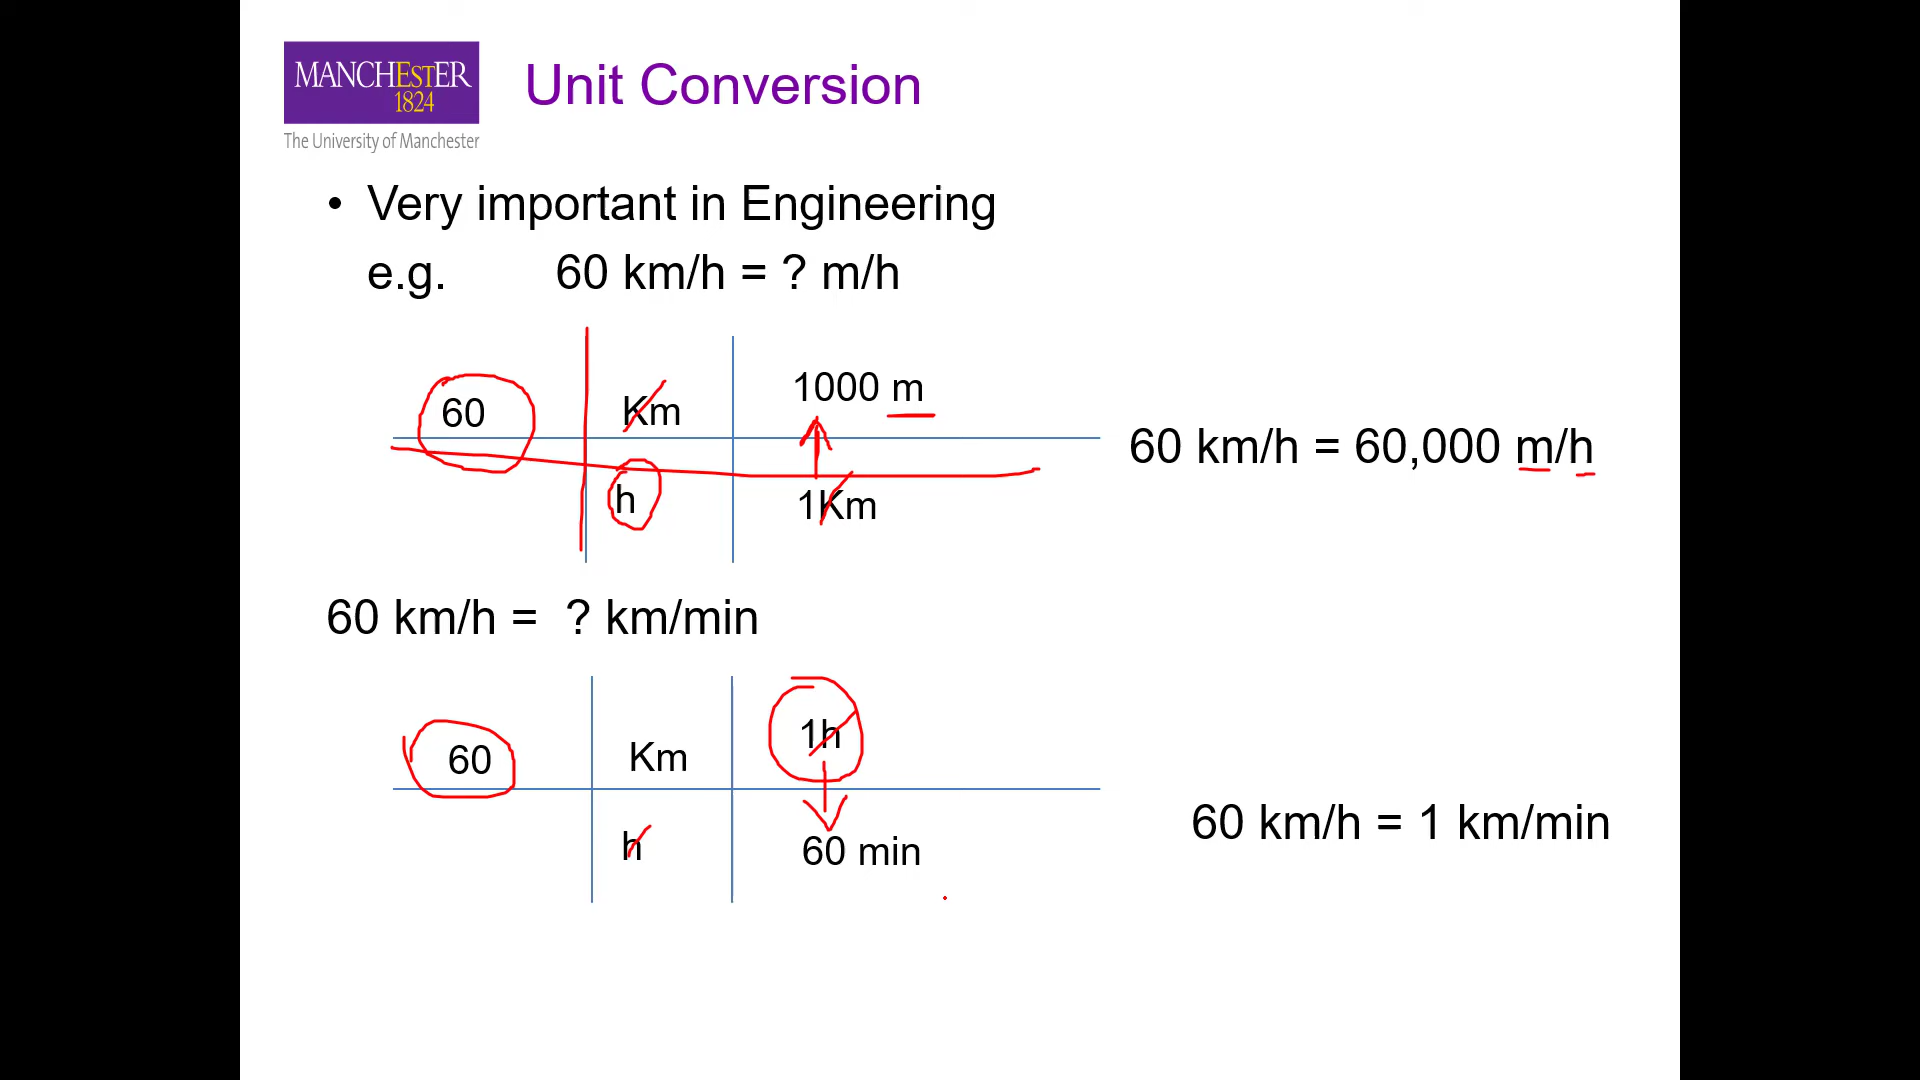 MANCHESTER
1824
The University of Manchester
Unit Conversion
• Very important in Engineering
e.g. 60 km/h = ? m/h
60 Km 1000 m
h 1Km
60 km/h = 60,000 m/h
60 km/h = ? km/min
60 Km 1h
h 60 min
60 km/h = 1 km/min